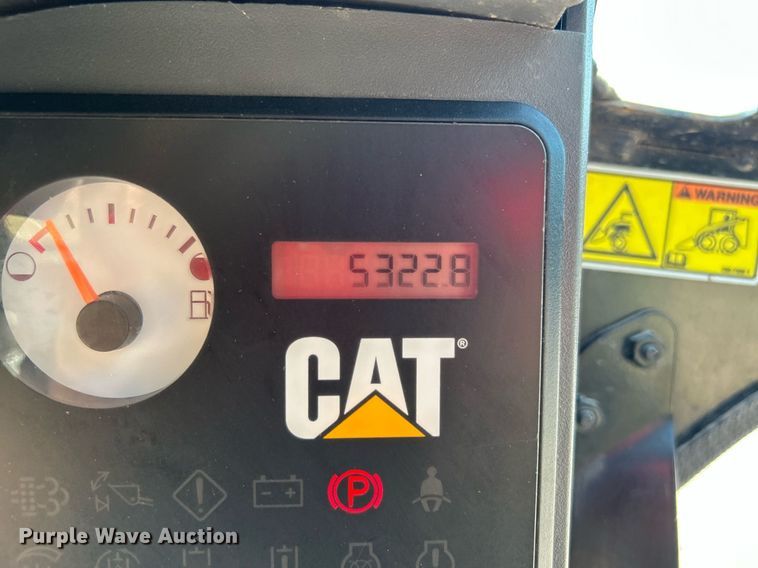 WARNING
5322.8
CAT®
P
Purple Wave Auction